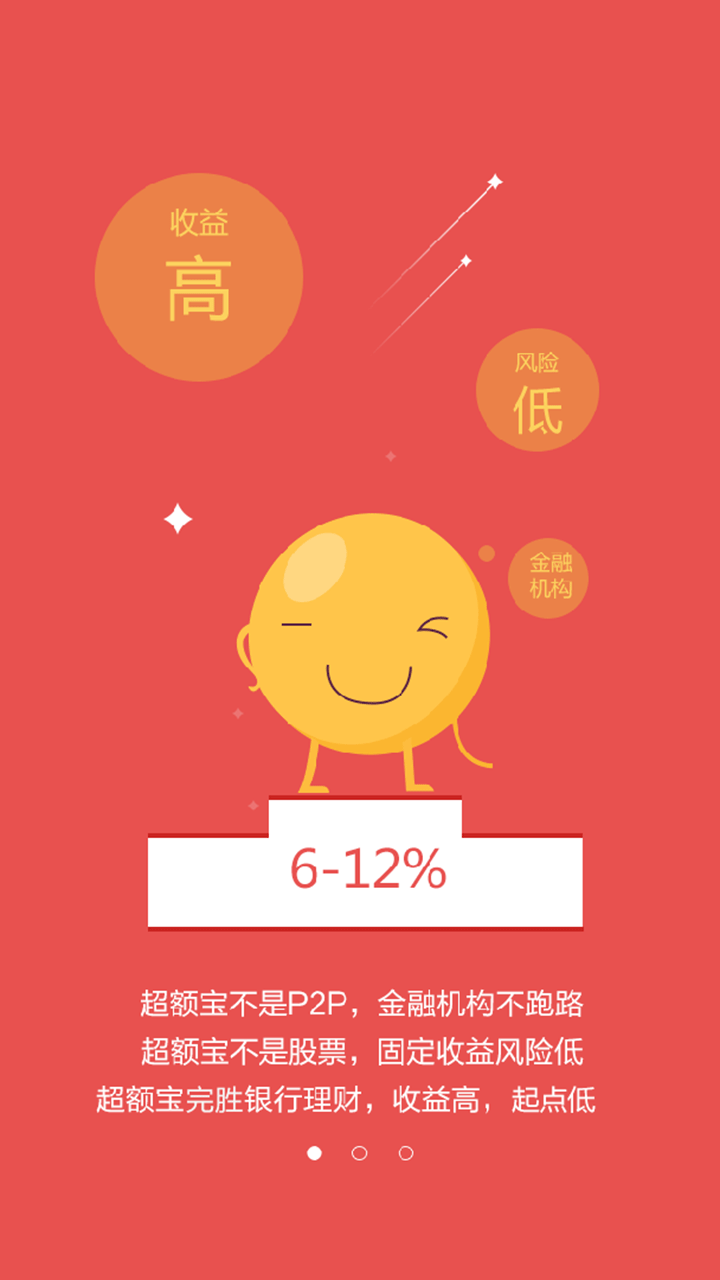 收益
高
风险
低
金融
机构
6-12%
超额宝不是P2P，金融机构不跑路
超额宝不是股票，固定收益风险低
超额宝完胜银行理财，收益高，起点低